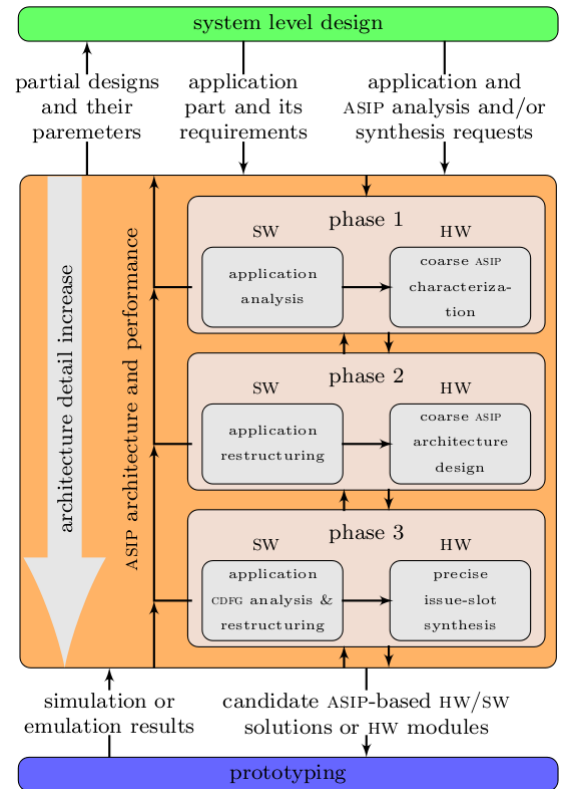 system level design
partial designs
and their
paremeters
application
part and its
requirements
application and
ASIP analysis and/or
synthesis requests
architecture detail increase
ASIP architecture and performance
phase 1
SW
HW
application
analysis
coarse ASIP
characteriza-
tion
phase 2
SW
HW
application
restructuring
coarse ASIP
architecture
design
phase 3
SW
HW
application
CDFG analysis &
restructuring
precise
issue-slot
synthesis
simulation or
emulation results
candidate ASIP-based HW/SW
solutions or HW modules
prototyping